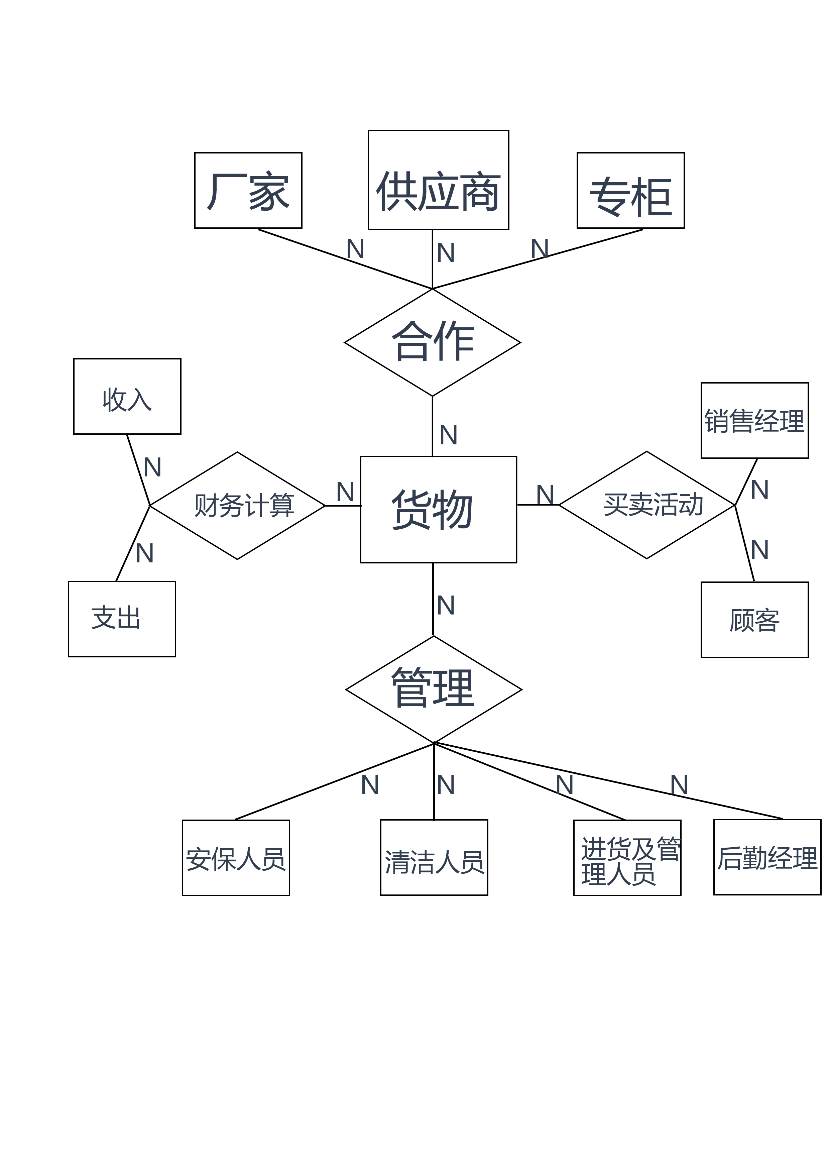 厂家
供应商
专柜
N
N
N
合作
N
收入
销售经理
N
N
财务计算
N
货物
N
买卖活动
N
N
支出
N
顾客
管理
N
N
N
N
安保人员
清洁人员
进货及管
理人员
后勤经理